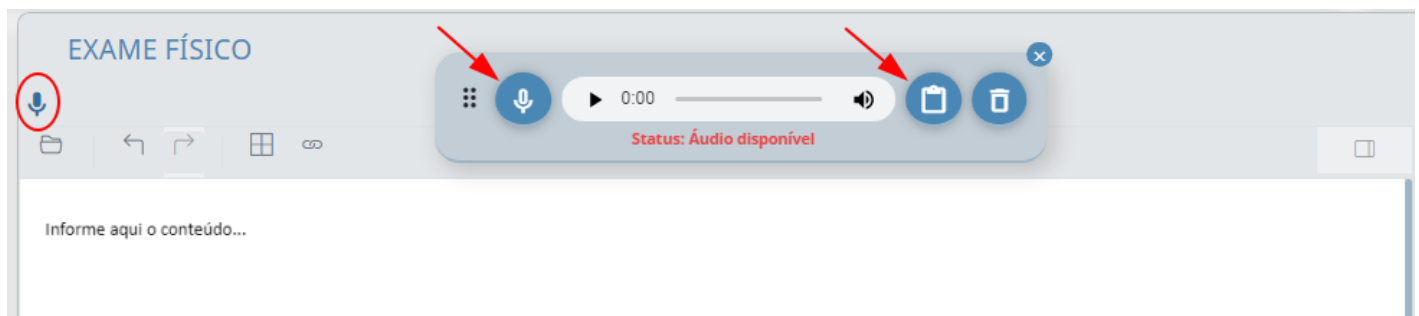 EXAME FÍSICO
0:00
Status: Áudio disponível
Informe aqui o conteúdo...